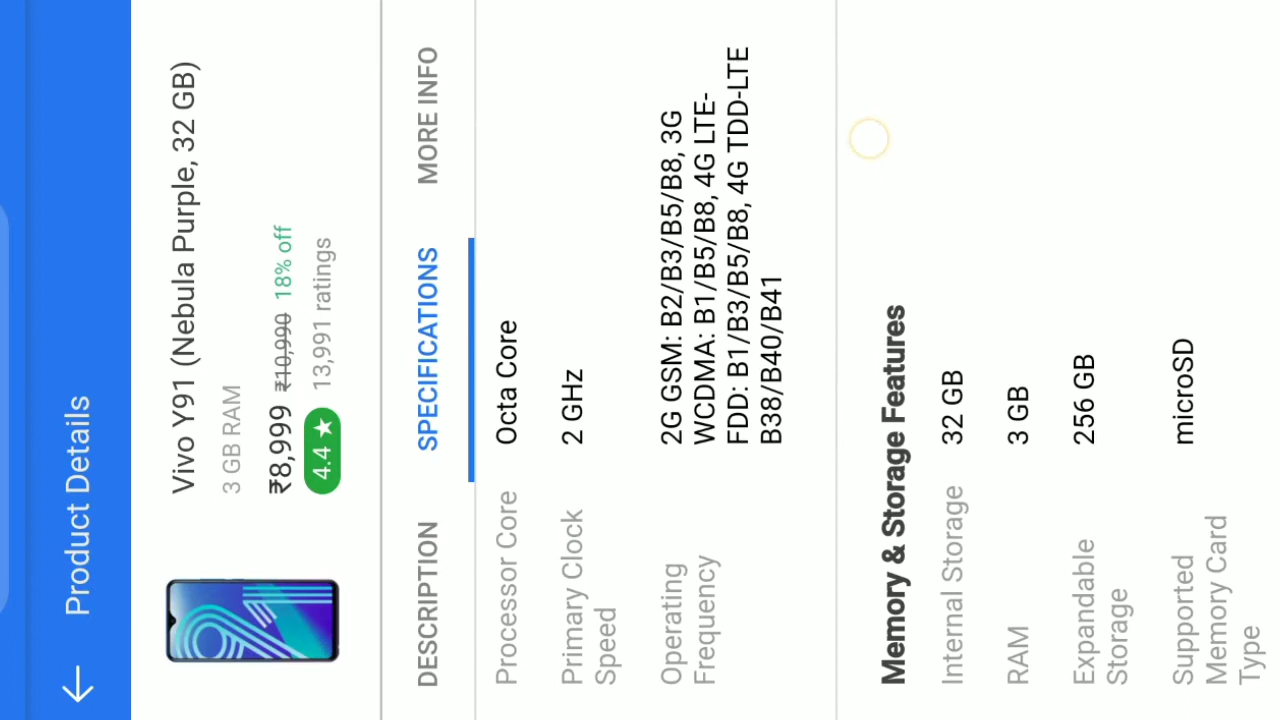 Product Details
Vivo Y91 (Nebula Purple, 32 GB)
3 GB RAM
₹8,999 ₹10,990 18% off
4.4 ★ 13,991 ratings
DESCRIPTION SPECIFICATIONS MORE INFO
Processor Core Octa Core
Primary Clock 2 GHz
Speed
Operating 2G GSM: B2/B3/B5/B8, 3G
Frequency WCDMA: B1/B5/B8, 4G LTE-
FDD: B1/B3/B5/B8, 4G TDD-LTE
B38/B40/B41
Memory & Storage Features
Internal Storage 32 GB
RAM 3 GB
Expandable 256 GB
Storage
Supported microSD
Memory Card
Type